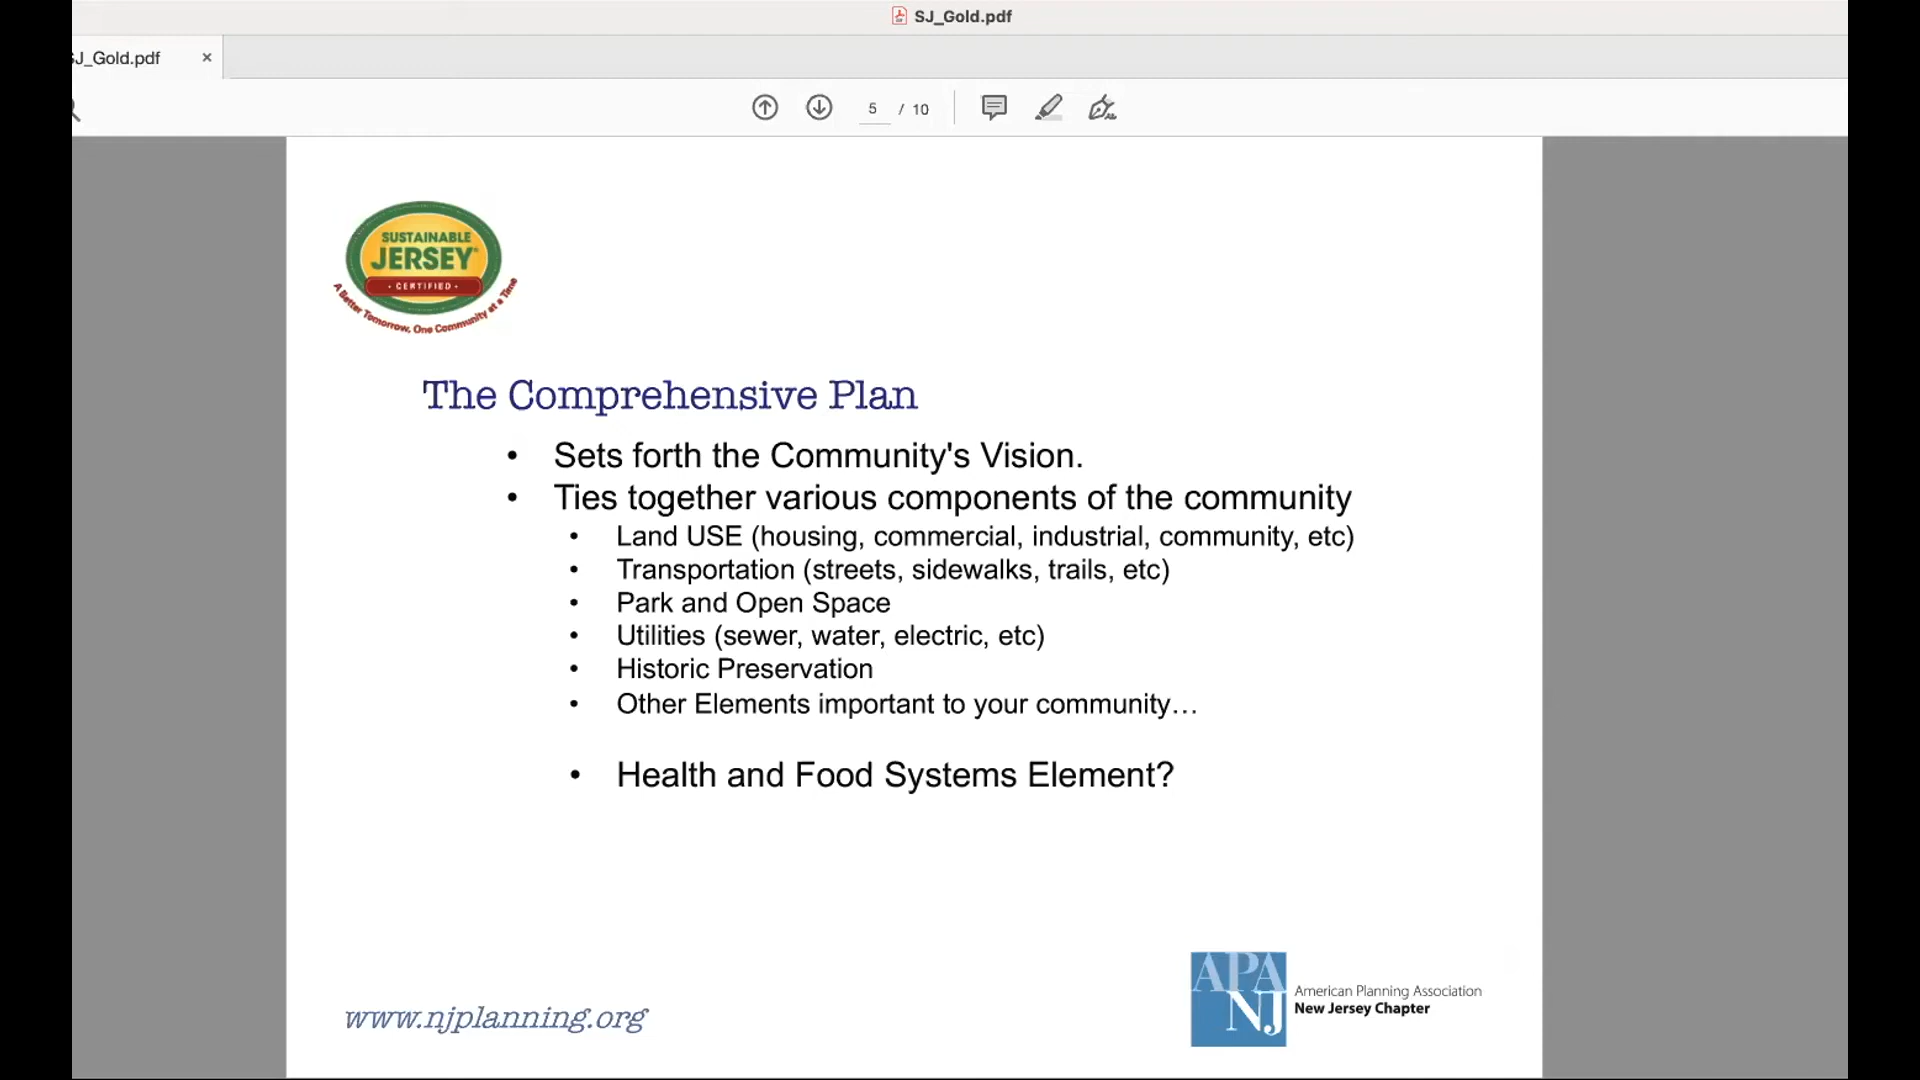 SJ_Gold.pdf
SJ_Gold.pdf
5 / 10
SUSTAINABLE
JERSEY
· CERTIFIED ·
A Better Tomorrow, One Community at a Time
The Comprehensive Plan
• Sets forth the Community's Vision.
• Ties together various components of the community
• Land USE (housing, commercial, industrial, community, etc)
• Transportation (streets, sidewalks, trails, etc)
• Park and Open Space
• Utilities (sewer, water, electric, etc)
• Historic Preservation
• Other Elements important to your community…
• Health and Food Systems Element?
www.njplanning.org
APA
NJ
American Planning Association
New Jersey Chapter